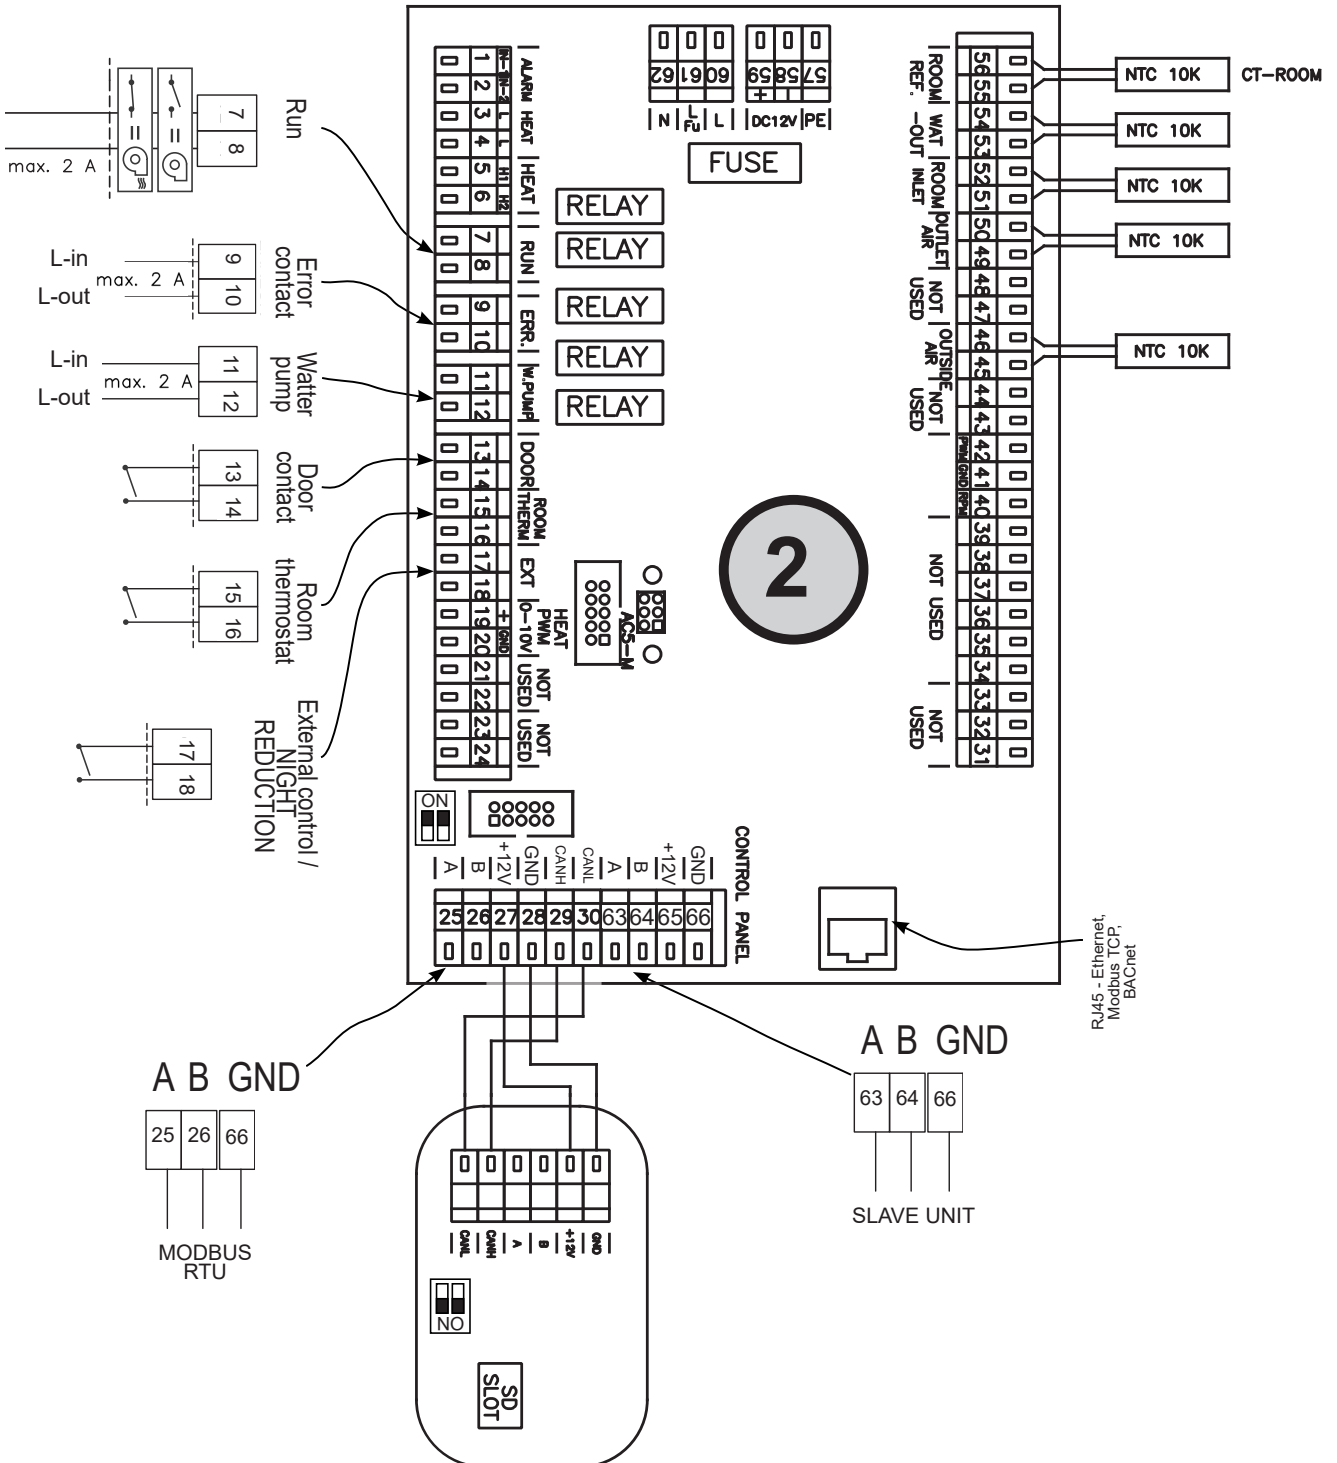 7
8
Run
max. 2 A
L-in
L-out
max. 2 A
9
10
Error
contact
L-in
L-out
max. 2 A
11
12
Watter
pump
13
14
Door
contact
15
16
Room
thermostat
17
18
External control /
NIGHT
REDUCTION
1
2
3
4
5
6
7
8
9
10
11
12
13
14
15
16
17
18
19
20
21
22
23
24
IN-1
IN-2
L
L
H1
H2
+
GND
ALARM
HEAT
HEAT
RUN
ERR.
W.PUMP
DOOR
ROOM
THERM
EXT
HEAT
PWM
0-10V
NOT
USED
NOT
USED
62 61 60
N L Fu L
59 58 57
+ −
DC12V PE
FUSE
RELAY
RELAY
RELAY
RELAY
RELAY
2
AC5-M
56
55
54
53
52
51
50
49
48
47
46
45
44
43
42
41
40
39
38
37
36
35
34
33
32
31
ROOM
REF.
WAT
-OUT
ROOM
INLET
OUTLET
AIR
NOT
USED
OUTSIDE
AIR
NOT
USED
PWM GND RPM
NOT USED
NOT
USED
NTC 10K CT-ROOM
NTC 10K
NTC 10K
NTC 10K
NTC 10K
ON
A B +12V GND CANH CANL A B +12V GND
25 26 27 28 29 30 63 64 65 66
CONTROL PANEL
RJ45 - Ethernet,
Modbus TCP,
BACnet
A B GND
25 26 66
MODBUS
RTU
A B GND
63 64 66
SLAVE UNIT
CANL CANH A B +12V GND
NO
SD
SLOT